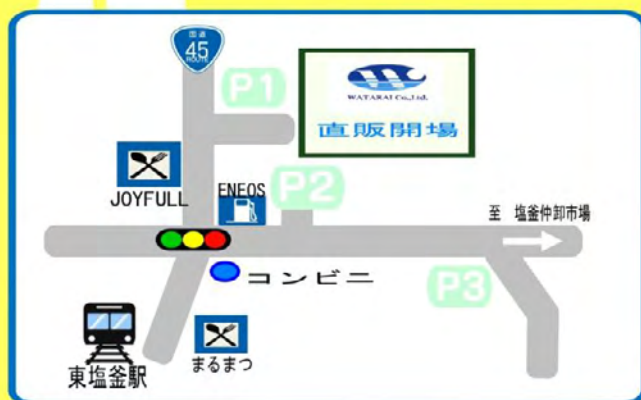 国道
45
ROUTE
P1
WATARAI Co.,Ltd.
直販開場
JOYFULL
ENEOS
P2
至 塩釜仲卸市場
コンビニ
P3
まるまつ
東塩釜駅